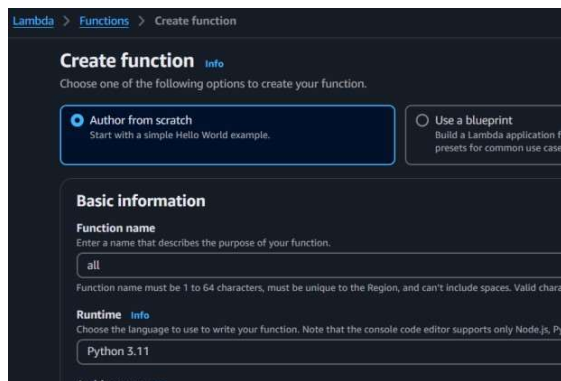 Lambda > Functions > Create function
Create function Info
Choose one of the following options to create your function.
Author from scratch
Start with a simple Hello World example.
Use a blueprint
Build a Lambda application
presets for common use case
Basic information
Function name
Enter a name that describes the purpose of your function.
all
Function name must be 1 to 64 characters, must be unique to the Region, and can't include spaces. Valid
Runtime Info
Choose the language to use to write your function. Note that the console code editor supports only Node.js,
Python 3.11